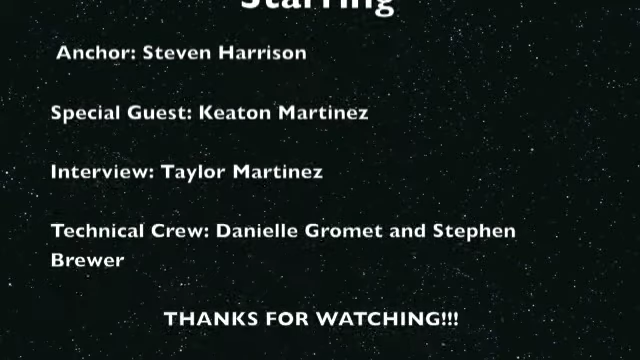 Starring
Anchor: Steven Harrison
Special Guest: Keaton Martinez
Interview: Taylor Martinez
Technical Crew: Danielle Gromet and Stephen
Brewer
THANKS FOR WATCHING!!!